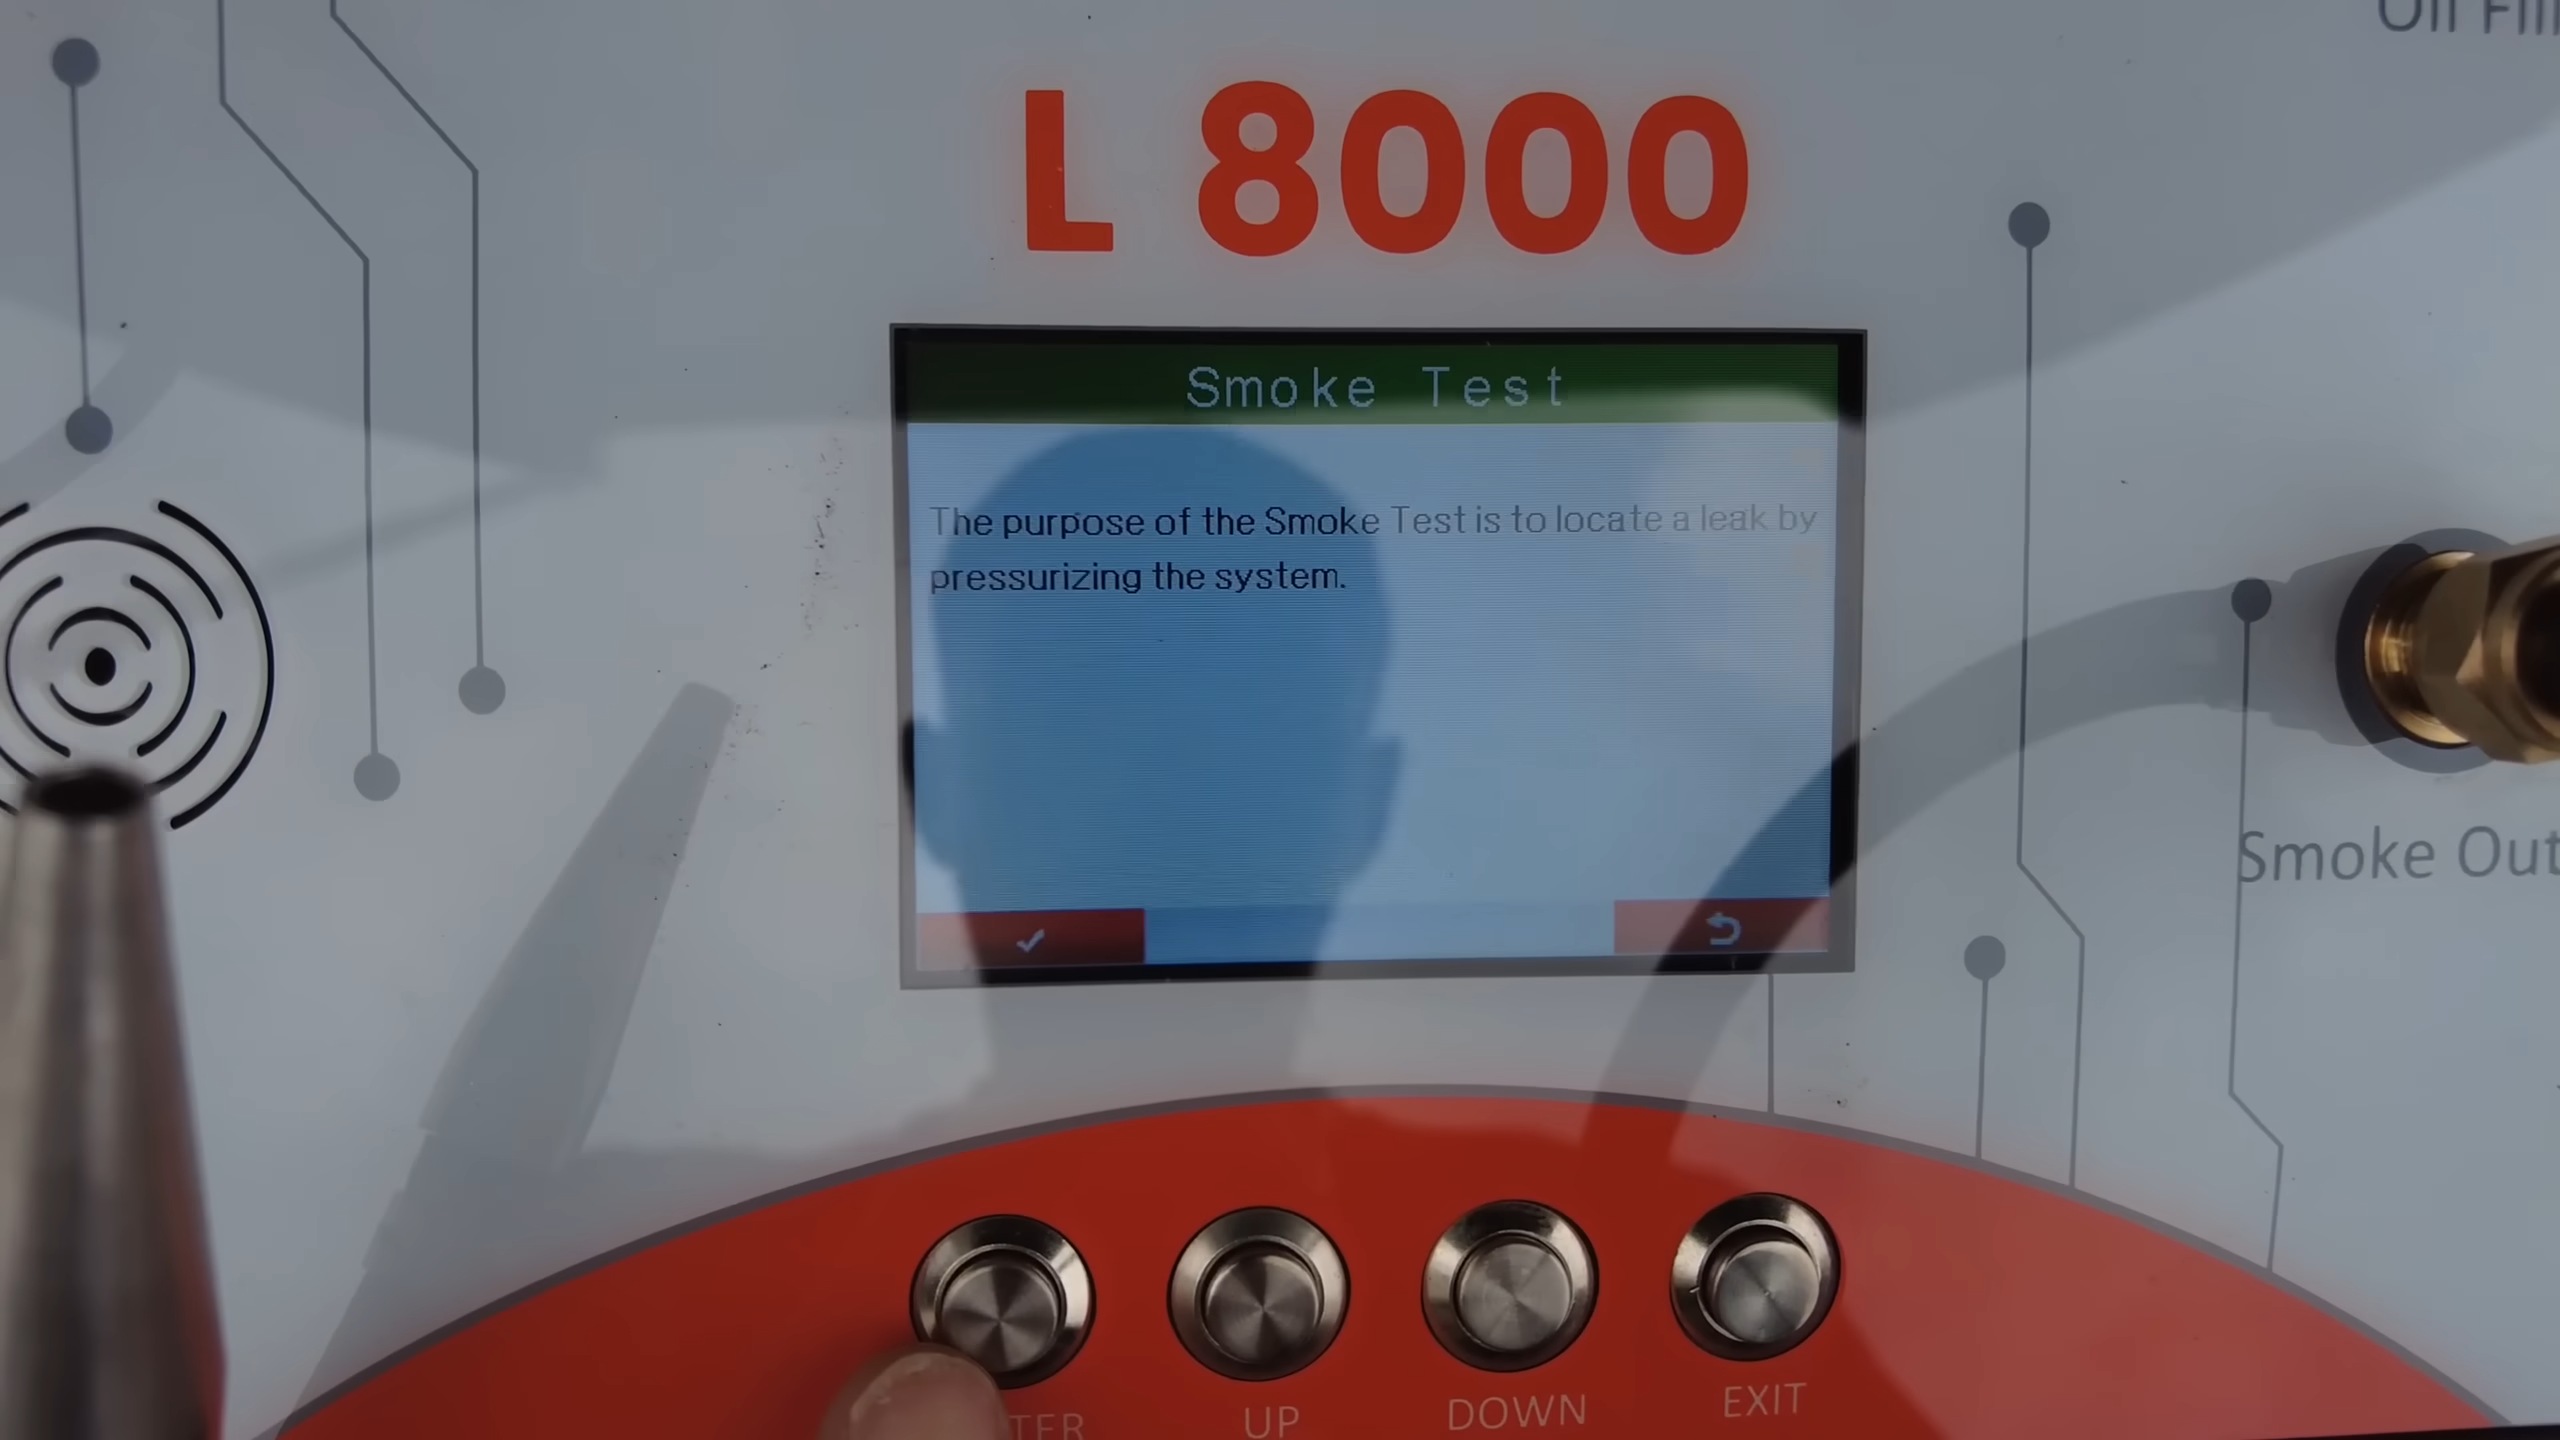 L 8000
Smoke Test
The purpose of the Smoke Test is to locate a leak by
pressurizing the system.
Smoke Out
UP
DOWN
EXIT